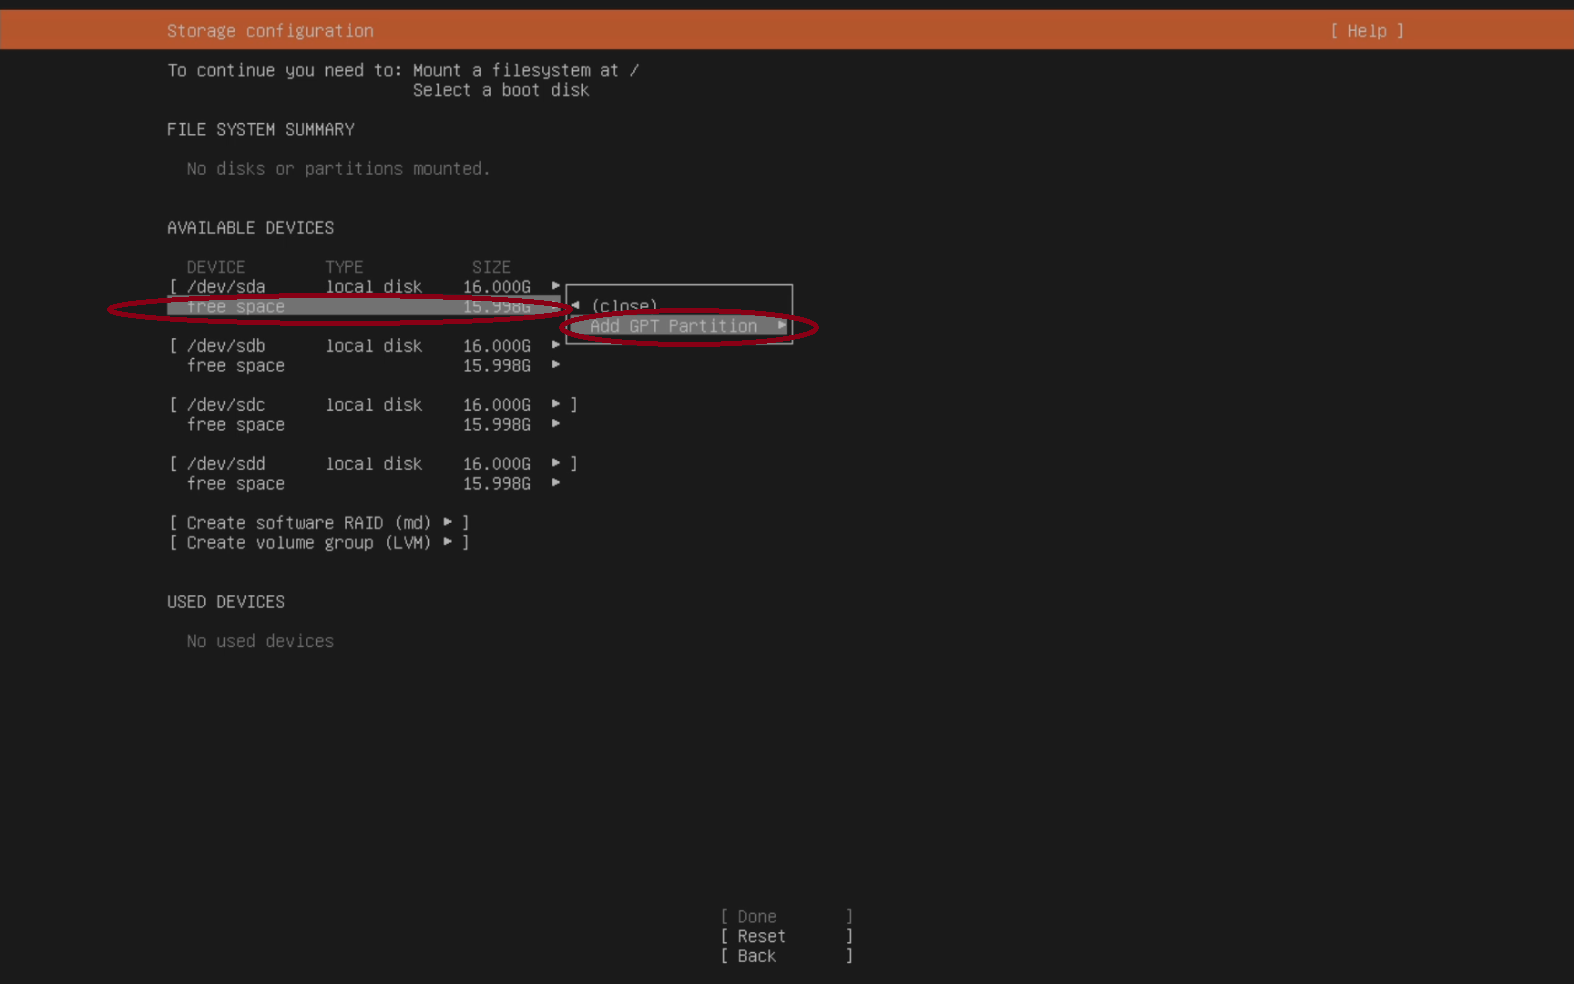 Storage configuration [ Help ]
To continue you need to: Mount a filesystem at /
Select a boot disk
FILE SYSTEM SUMMARY
No disks or partitions mounted.
AVAILABLE DEVICES
DEVICE TYPE SIZE
[ /dev/sda local disk 16.000G ▶
free space 15.998G
◀ (close)
Add GPT Partition ▶
[ /dev/sdb local disk 16.000G ▶
free space 15.998G ▶
[ /dev/sdc local disk 16.000G ▶ ]
free space 15.998G ▶
[ /dev/sdd local disk 16.000G ▶ ]
free space 15.998G ▶
[ Create software RAID (md) ▶ ]
[ Create volume group (LVM) ▶ ]
USED DEVICES
No used devices
[ Done ]
[ Reset ]
[ Back ]